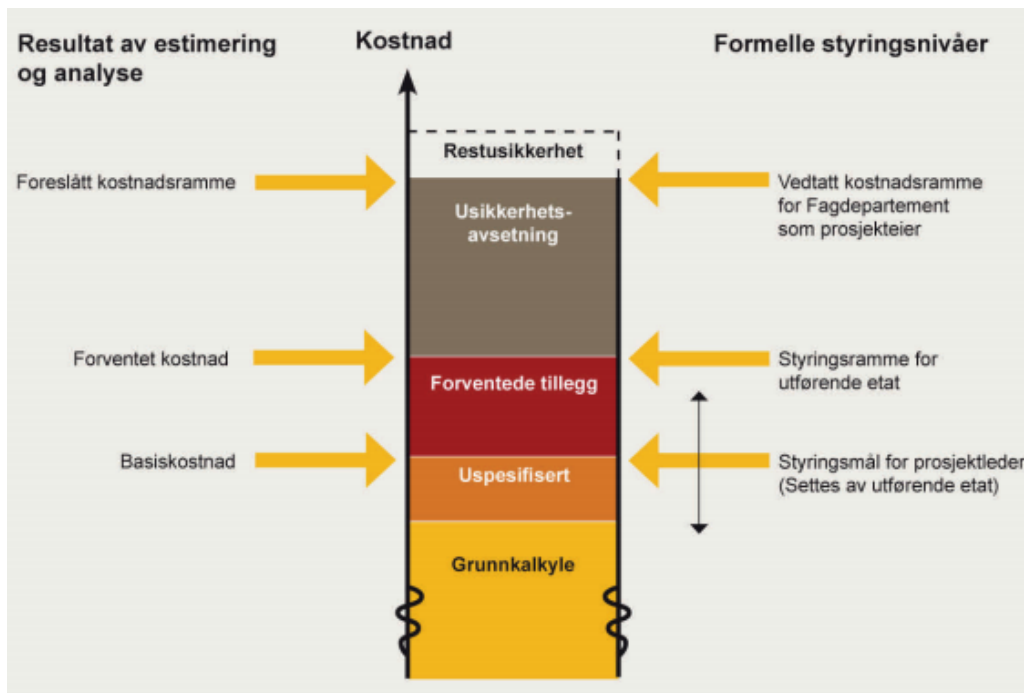 Resultat av estimering
og analyse
Kostnad
Formelle styringsnivåer
Restusikkerhet
Foreslått kostnadsramme
Vedtatt kostnadsramme
for Fagdepartement
som prosjekteier
Usikkerhets-
avsetning
Forventet kostnad
Styringsramme for
utførende etat
Forventede tillegg
Basiskostnad
Styringsmål for prosjektleder
(Settes av utførende etat)
Uspesifisert
Grunnkalkyle